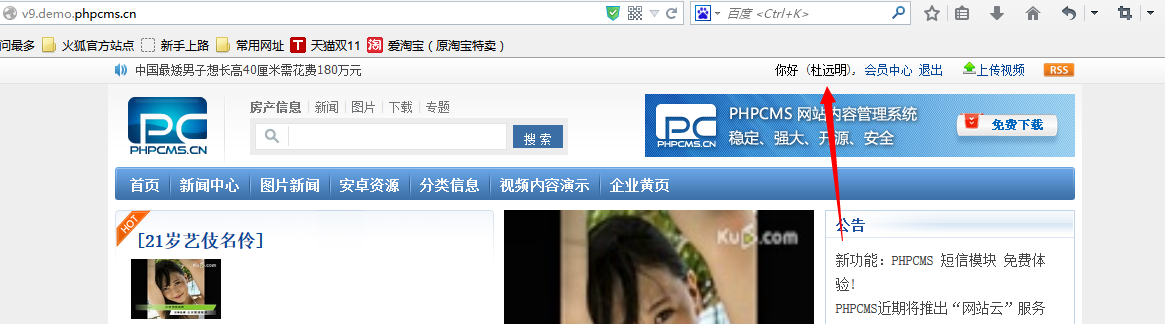 v9.demo.phpcms.cn
百度 <Ctrl+K>
问最多 火狐官方站点 新手上路 常用网址 T 天猫双11 淘 爱淘宝（原淘宝特卖）
中国最矮男子想长高40厘米需花费180万元 你好 (杜远明), 会员中心 退出 上传视频 RSS
PC
PHPCMS.CN
房产信息 新闻 图片 下载 专题
搜 索
PC
PHPCMS.CN
PHPCMS 网站内容管理系统
稳定、强大、开源、安全
免费下载
首页 新闻中心 图片新闻 安卓资源 分类信息 视频内容演示 企业黄页
HOT
[21岁艺伎名伶]
Ku6.com
Ku6.com
公告
新功能：PHPCMS 短信模块 免费体
验!
PHPCMS近期将推出“网站云”服务